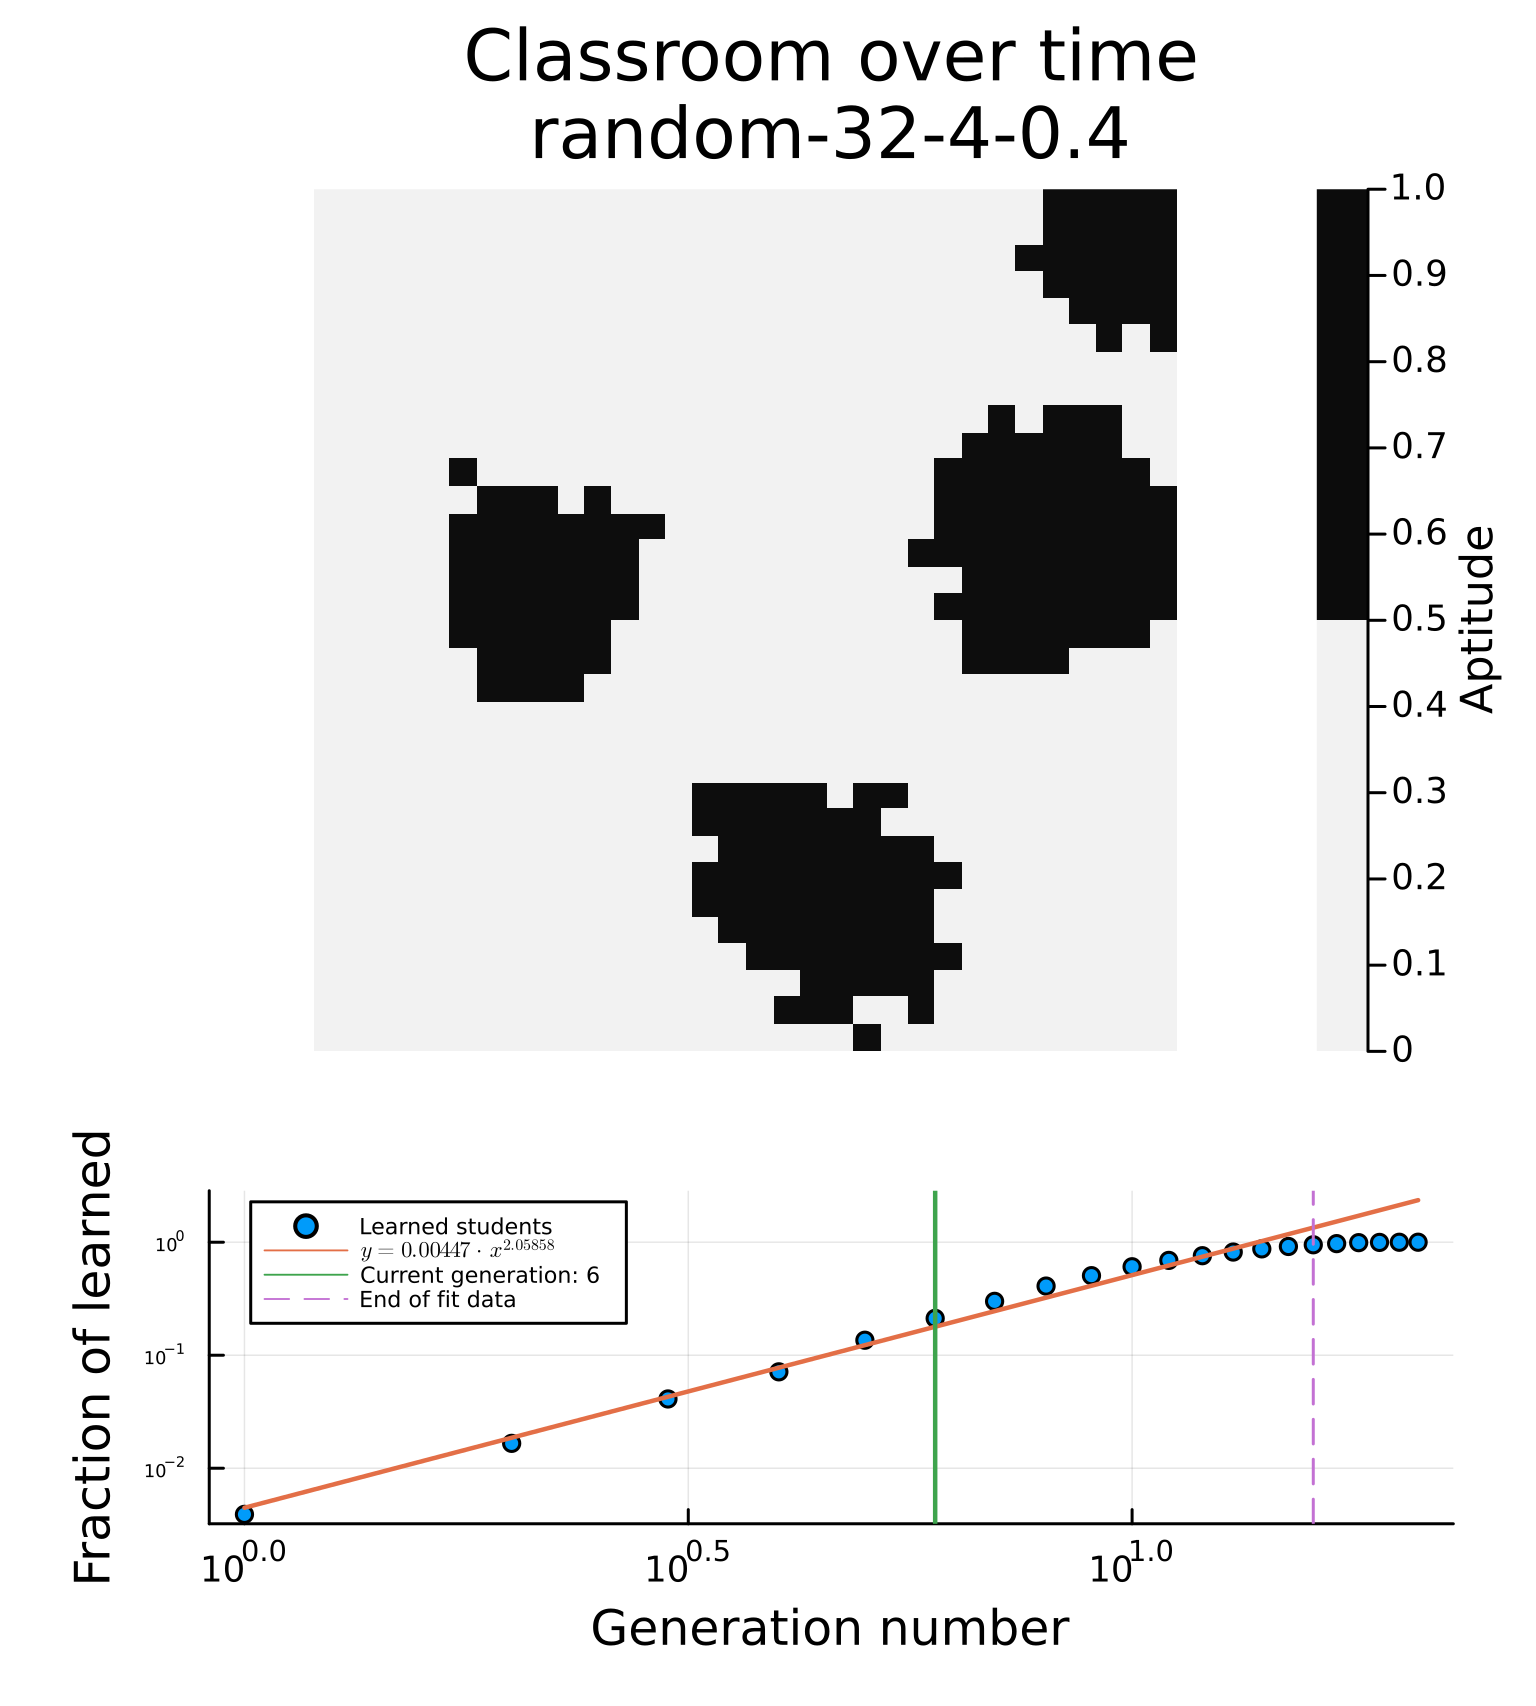 Classroom over time
random-32-4-0.4
1.0
0.9
0.8
0.7
0.6
0.5
0.4
0.3
0.2
0.1
0
Aptitude
Fraction of learned
10^0
10^-1
10^-2
Learned students
y = 0.00447 · x^2.05858
Current generation: 6
End of fit data
10^0.0
10^0.5
10^1.0
Generation number